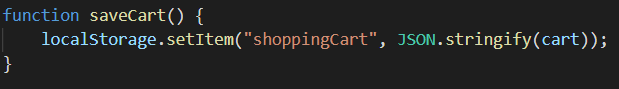 function saveCart() {
    localStorage.setItem("shoppingCart", JSON.stringify(cart));
}